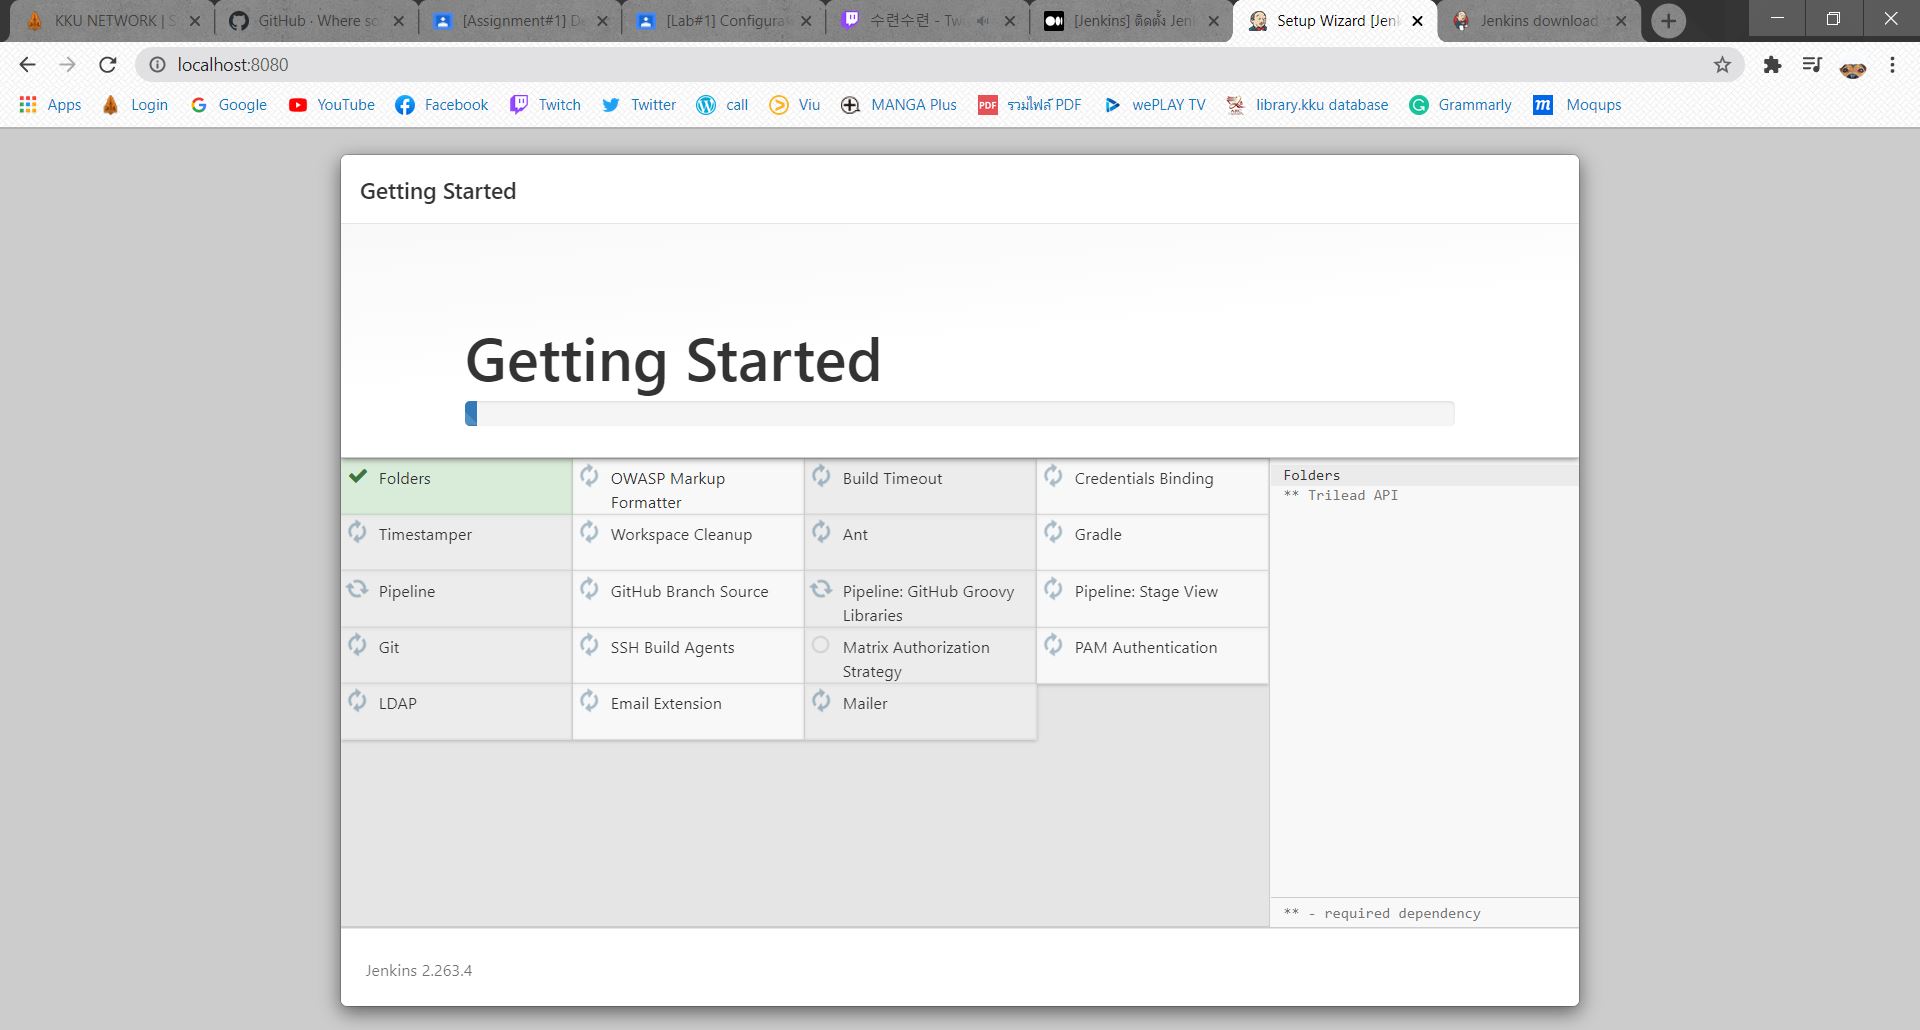 KKU NETWORK | S
GitHub · Where so
[Assignment#1] De
[Lab#1] Configura
수련수련 - Tw
[Jenkins] ติดตั้ง Jen
Setup Wizard [Jen
Jenkins download
localhost:8080
Apps
Login
Google
YouTube
Facebook
Twitch
Twitter
call
Viu
MANGA Plus
PDF
รวมไฟล์ PDF
wePLAY TV
library.kku database
Grammarly
Moqups
Getting Started
Getting Started
Folders
OWASP Markup
Formatter
Build Timeout
Credentials Binding
Timestamper
Workspace Cleanup
Ant
Gradle
Pipeline
GitHub Branch Source
Pipeline: GitHub Groovy
Libraries
Pipeline: Stage View
Git
SSH Build Agents
Matrix Authorization
Strategy
PAM Authentication
LDAP
Email Extension
Mailer
Folders
** Trilead API
** - required dependency
Jenkins 2.263.4